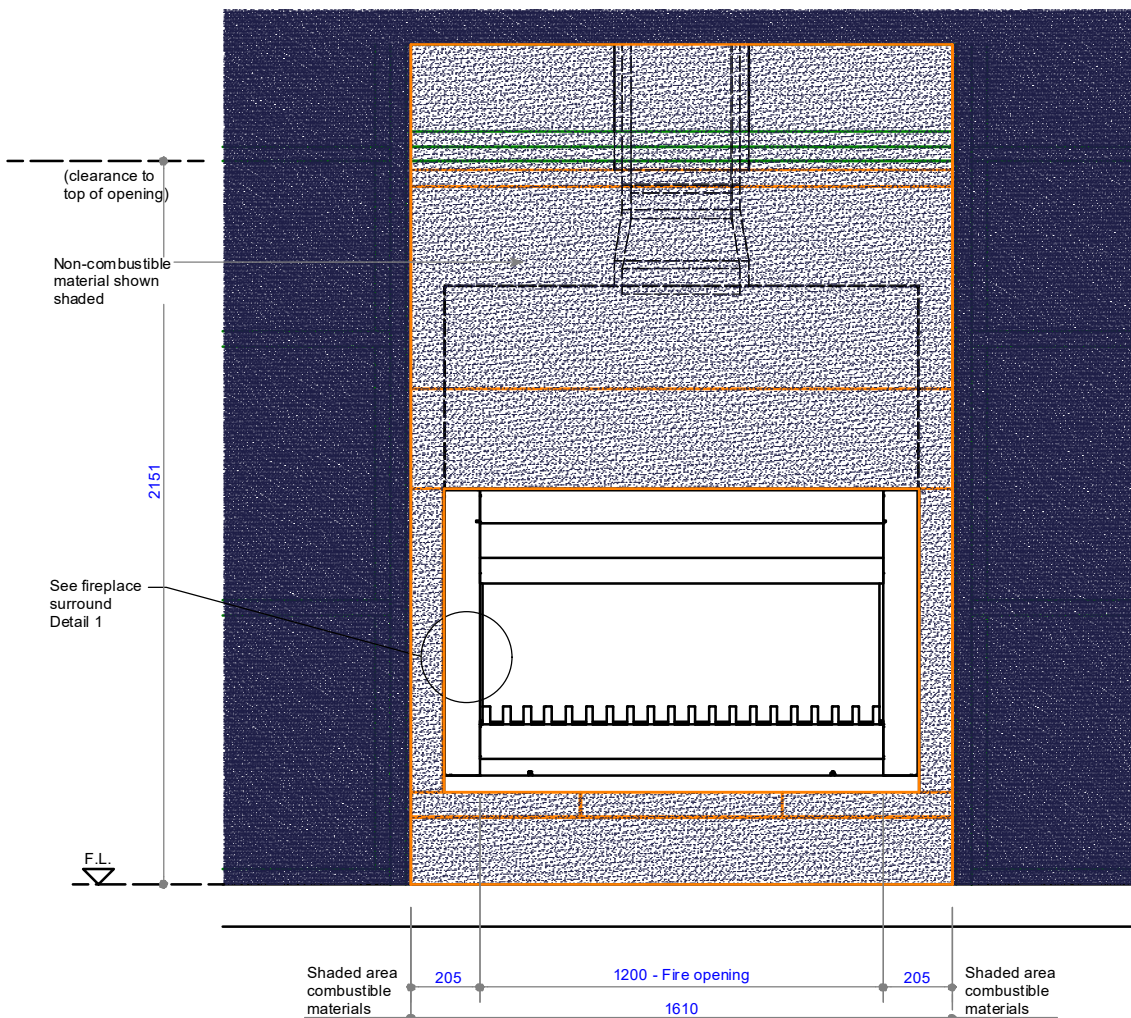 (clearance to
top of opening)
Non-combustible
material shown
shaded
2151
See fireplace
surround
Detail 1
F.L.
Shaded area
combustible
materials
205
1200 - Fire opening
205
1610
Shaded area
combustible
materials